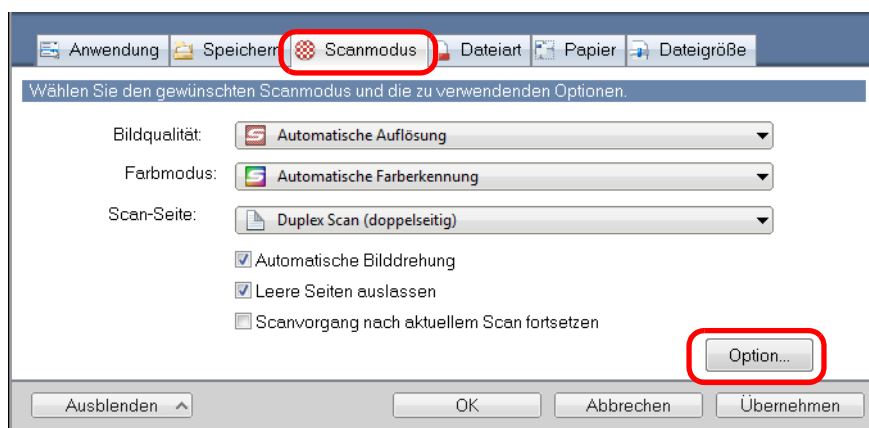 Anwendung Speichern Scanmodus Dateiart Papier Dateigröße
Wählen Sie den gewünschten Scanmodus und die zu verwendenden Optionen.
Bildqualität: Automatische Auflösung
Farbmodus: Automatische Farberkennung
Scan-Seite: Duplex Scan (doppelseitig)
Automatische Bilddrehung
Leere Seiten auslassen
Scanvorgang nach aktuellem Scan fortsetzen
Option...
Ausblenden OK Abbrechen Übernehmen